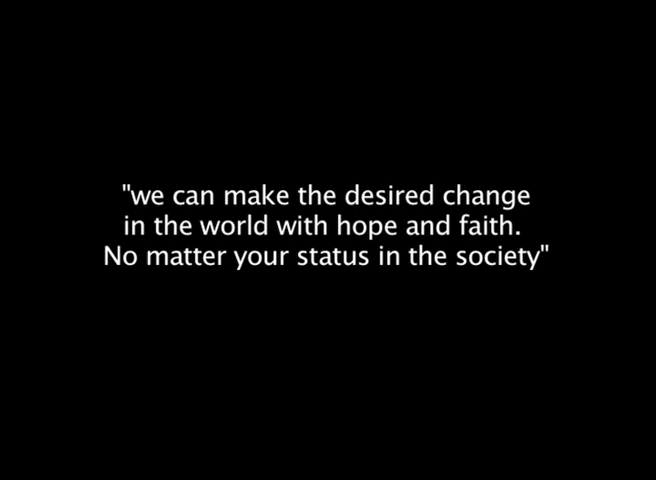 "we can make the desired change
in the world with hope and faith.
No matter your status in the society"